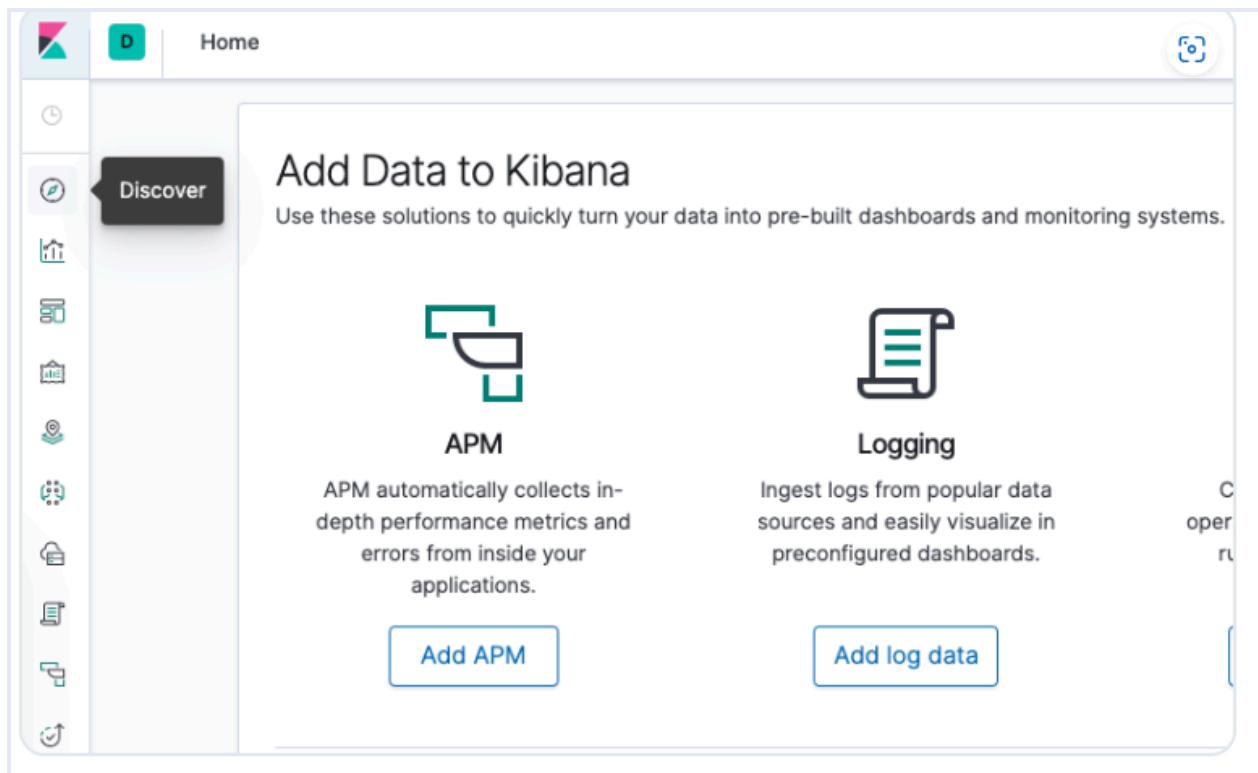 D
Home
Discover
Add Data to Kibana
Use these solutions to quickly turn your data into pre-built dashboards and monitoring systems.
APM
APM automatically collects in-
depth performance metrics and
errors from inside your
applications.
Add APM
Logging
Ingest logs from popular data
sources and easily visualize in
preconfigured dashboards.
Add log data